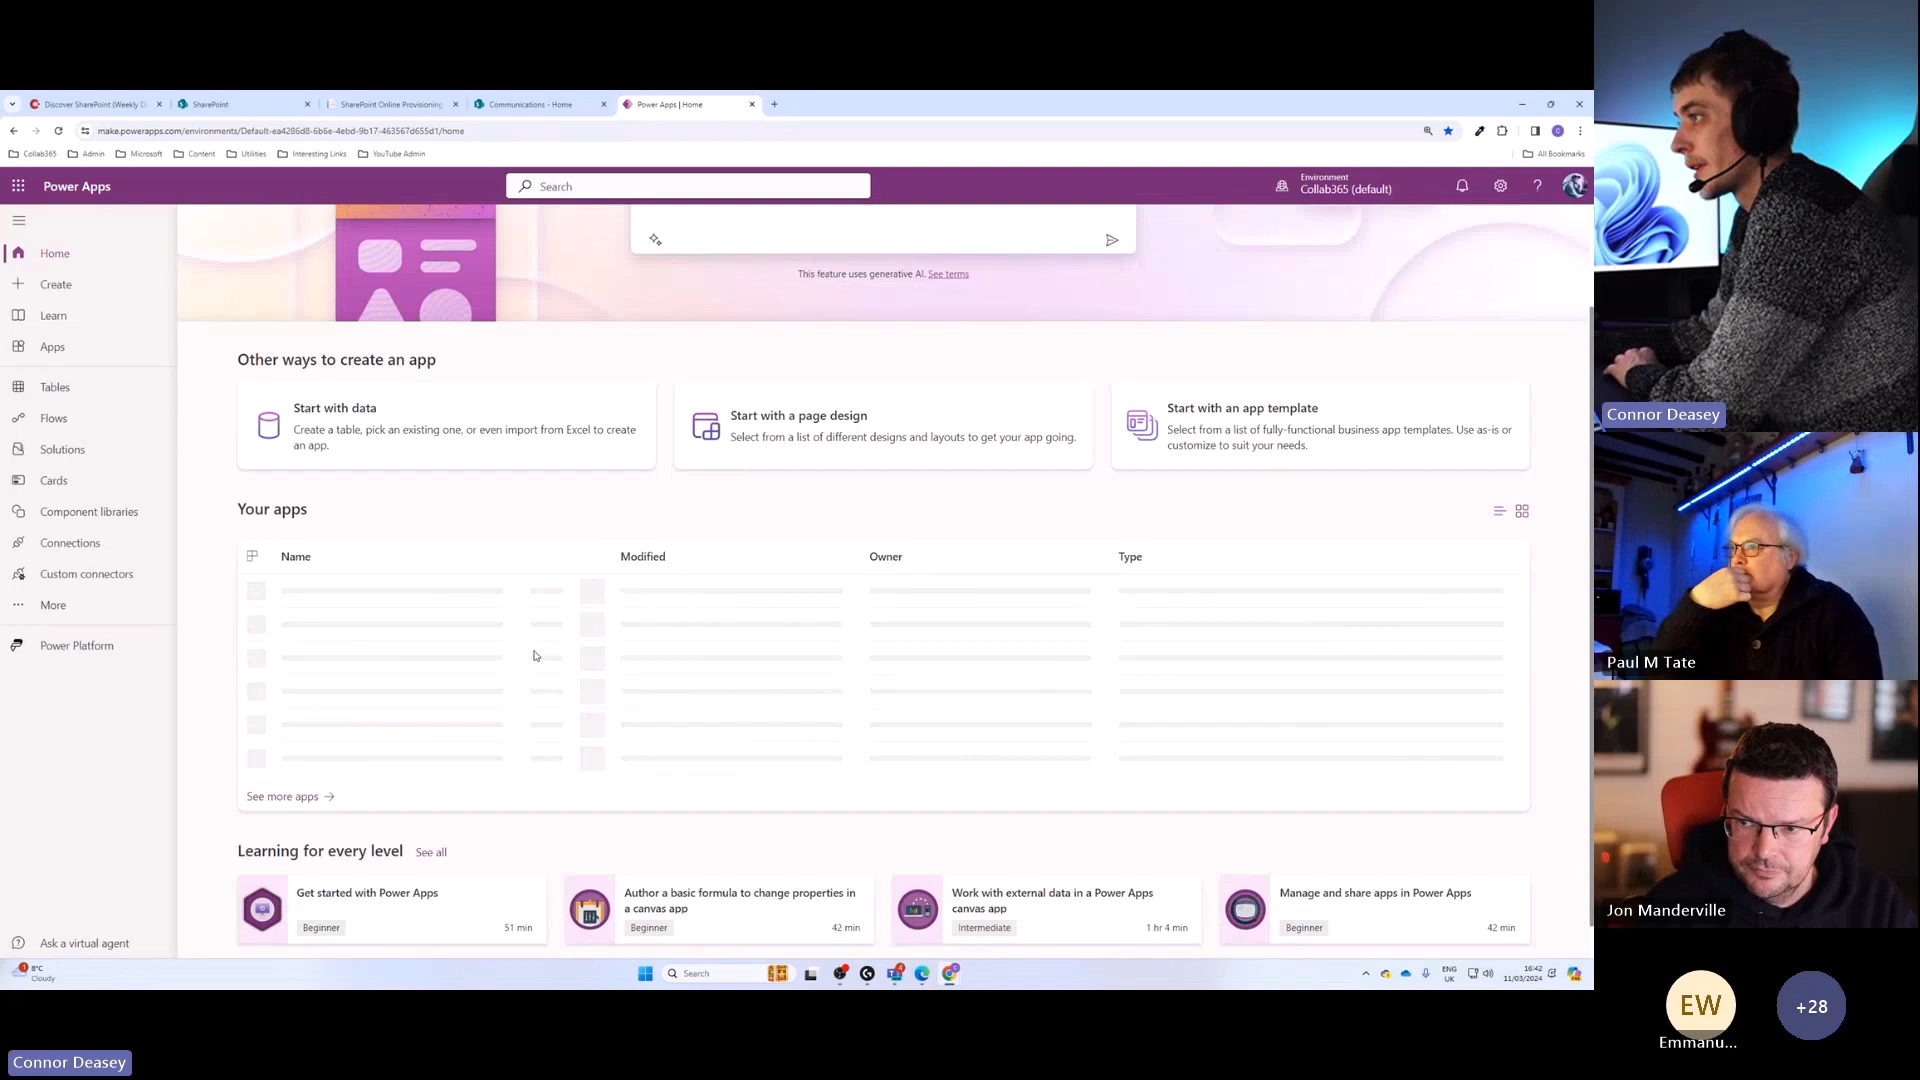 Discover SharePoint (Weekly D
SharePoint
SharePoint Online Provisioning
Communications - Home
Power Apps | Home
make.powerapps.com/environments/Default-ea4286d8-6b6e-4ebd-9b17-463567d655d1/home
Collab365
Admin
Microsoft
Content
Utilities
Interesting Links
YouTube Admin
All Bookmarks
Power Apps
Search
Environment
Collab365 (default)
Home
Create
Learn
Apps
Tables
Flows
Solutions
Cards
Component libraries
Connections
Custom connectors
More
Power Platform
Ask a virtual agent
This feature uses generative AI. See terms
Other ways to create an app
Start with data
Create a table, pick an existing one, or even import from Excel to create
an app.
Start with a page design
Select from a list of different designs and layouts to get your app going.
Start with an app template
Select from a list of fully-functional business app templates. Use as-is or
customize to suit your needs.
Your apps
Name
Modified
Owner
Type
See more apps →
Learning for every level
See all
Get started with Power Apps
Beginner
51 min
Author a basic formula to change properties in
a canvas app
Beginner
42 min
Work with external data in a Power Apps
canvas app
Intermediate
1 hr 4 min
Manage and share apps in Power Apps
Beginner
42 min
8°C
Cloudy
Search
ENG
UK
16:42
11/03/2024
Connor Deasey
Paul M Tate
Jon Manderville
EW
Emmanu...
+28
Connor Deasey